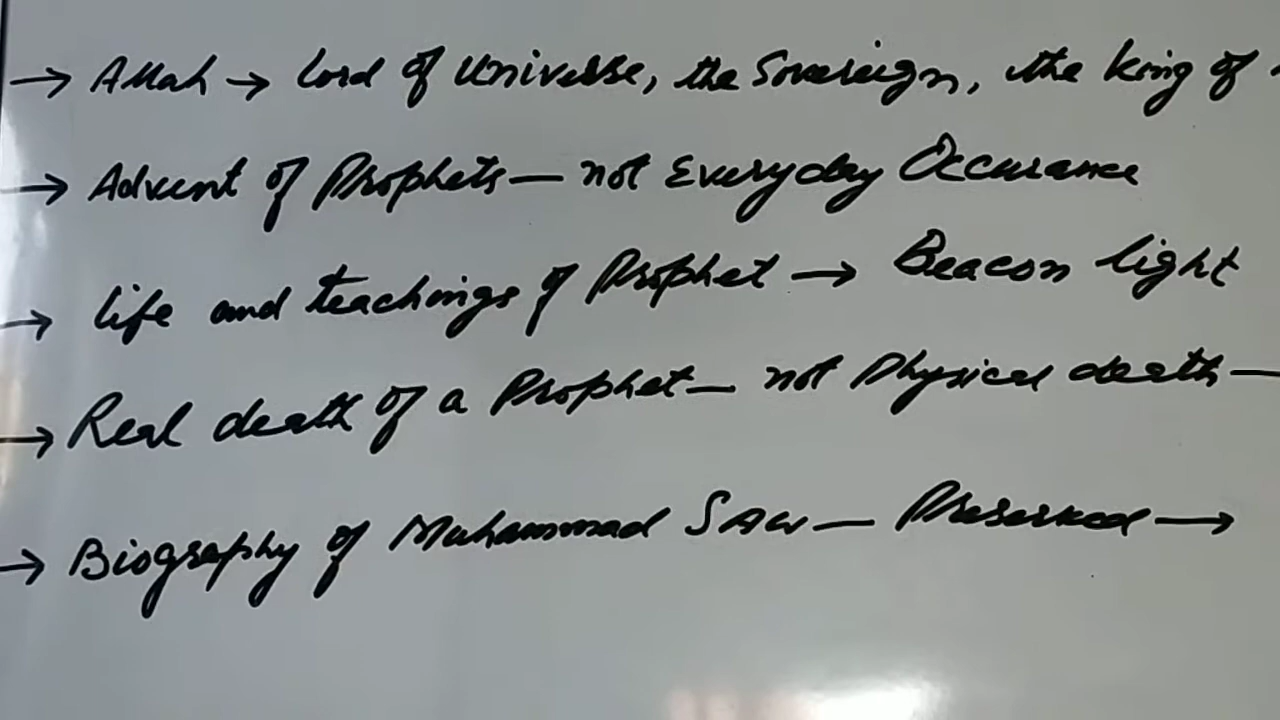 → Allah → Lord of Universe, the Sovereign, the King of
→ Advent of Prophets — not Everyday Occurance
→ life and teachings of Prophet → Beacon light
→ Real death of a Prophet — not Physical death —
→ Biography of Muhammad SAW — Preserved →